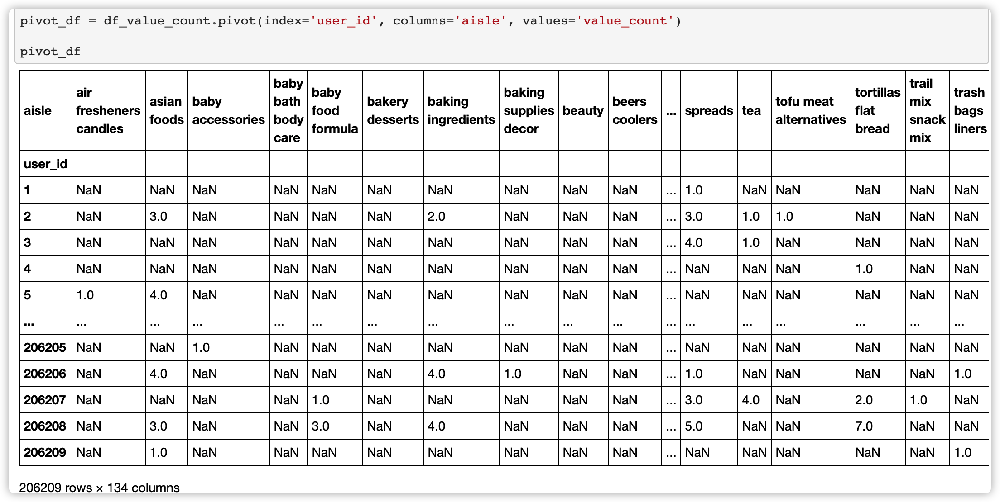 pivot_df = df_value_count.pivot(index='user_id', columns='aisle', values='value_count')
pivot_df
aisle air fresheners candles asian foods baby accessories baby bath body care baby food formula bakery desserts baking ingredients baking supplies decor beauty beers coolers ... spreads tea tofu meat alternatives tortillas flat bread trail mix snack mix trash bags liners
user_id
1 NaN NaN NaN NaN NaN NaN NaN NaN NaN NaN ... 1.0 NaN NaN NaN NaN NaN
2 NaN 3.0 NaN NaN NaN NaN 2.0 NaN NaN NaN ... 3.0 1.0 1.0 NaN NaN NaN
3 NaN NaN NaN NaN NaN NaN NaN NaN NaN NaN ... 4.0 1.0 NaN NaN NaN NaN
4 NaN NaN NaN NaN NaN NaN NaN NaN NaN NaN ... NaN NaN NaN 1.0 NaN NaN
5 1.0 4.0 NaN NaN NaN NaN NaN NaN NaN NaN ... NaN NaN NaN NaN NaN NaN
... ... ... ... ... ... ... ... ... ... ... ... ... ... ... ... ... ...
206205 NaN NaN 1.0 NaN NaN NaN NaN NaN NaN NaN ... NaN NaN NaN NaN NaN NaN
206206 NaN 4.0 NaN NaN NaN NaN 4.0 1.0 NaN NaN ... 1.0 NaN NaN NaN NaN 1.0
206207 NaN NaN NaN NaN 1.0 NaN NaN NaN NaN NaN ... 3.0 4.0 NaN 2.0 1.0 NaN
206208 NaN 3.0 NaN NaN 3.0 NaN 4.0 NaN NaN NaN ... 5.0 NaN NaN 7.0 NaN NaN
206209 NaN 1.0 NaN NaN NaN NaN NaN NaN NaN NaN ... NaN NaN NaN NaN NaN 1.0
206209 rows × 134 columns